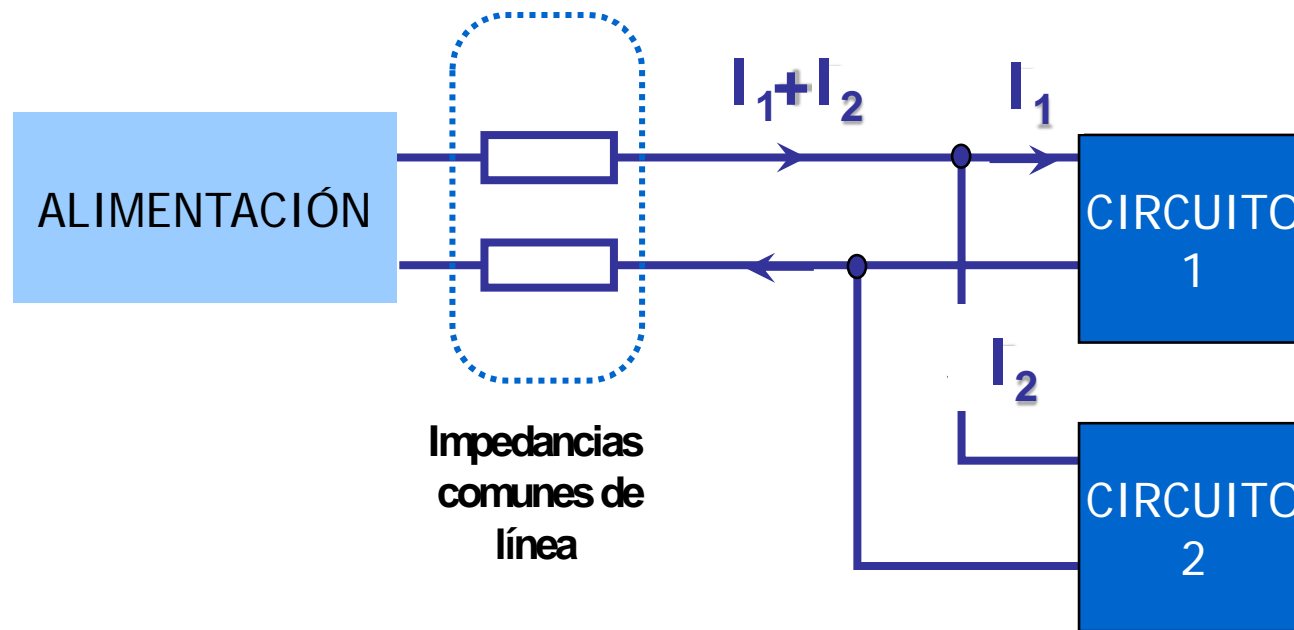 I1+I2
I1
ALIMENTACIÓN
CIRCUITO
1
I2
Impedancias
comunes de
línea
CIRCUITO
2